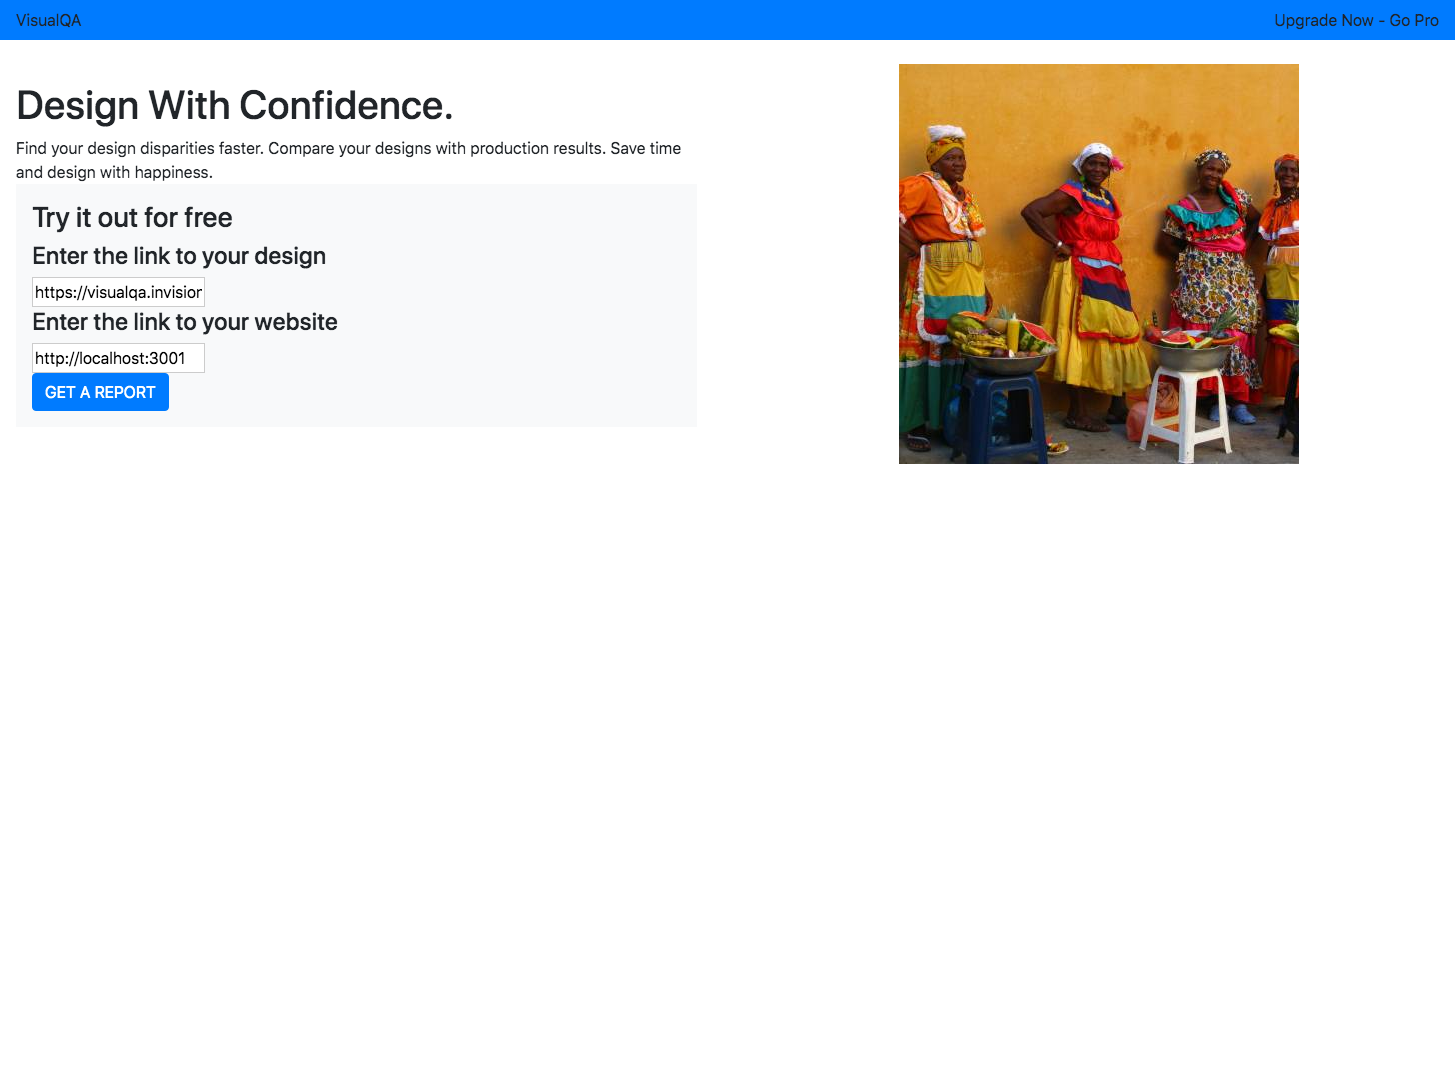 VisualQA
Upgrade Now - Go Pro
Design With Confidence.
Find your design disparities faster. Compare your designs with production results. Save time
and design with happiness.
Try it out for free
Enter the link to your design
https://visualqa.invision
Enter the link to your website
http://localhost:3001
GET A REPORT